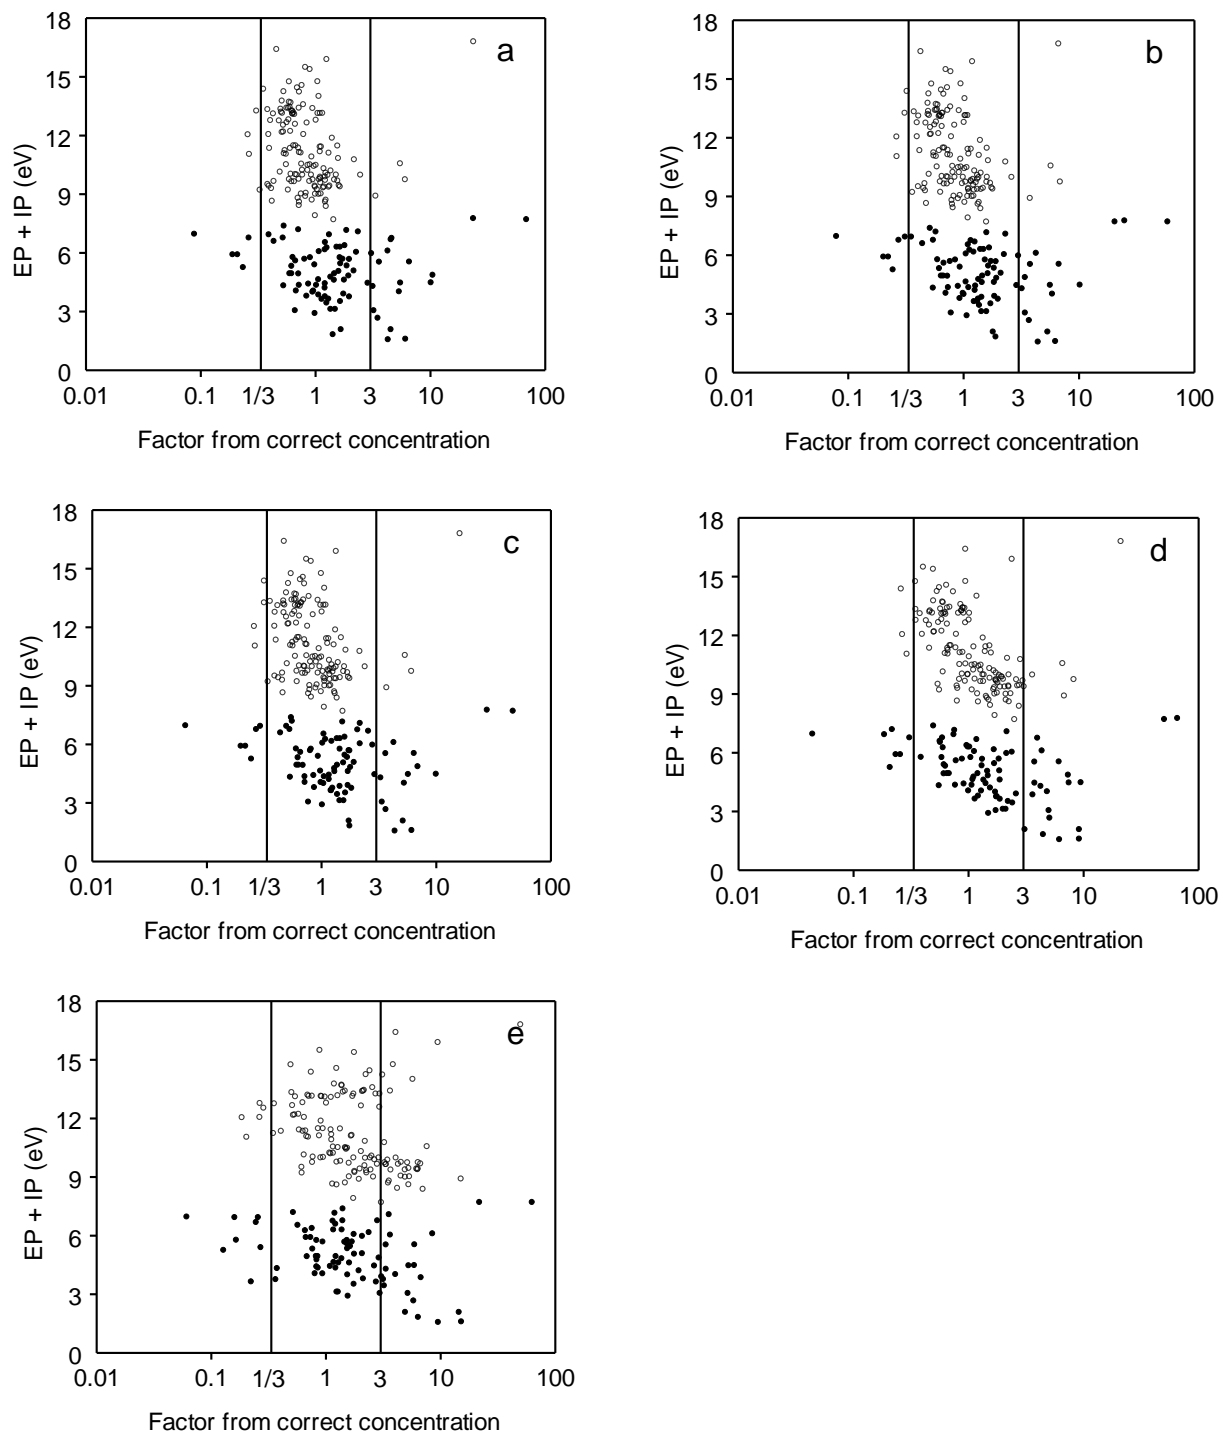 18
15
12
9
6
3
0
EP + IP (eV)
a
0.01 0.1 1/3 1 3 10 100
Factor from correct concentration
18
15
12
9
6
3
0
EP + IP (eV)
b
0.01 0.1 1/3 1 3 10 100
Factor from correct concentration
18
15
12
9
6
3
0
EP + IP (eV)
c
0.01 0.1 1/3 1 3 10 100
Factor from correct concentration
18
15
12
9
6
3
0
EP + IP (eV)
d
0.01 0.1 1/3 1 3 10 100
Factor from correct concentration
18
15
12
9
6
3
0
EP + IP (eV)
e
0.01 0.1 1/3 1 3 10 100
Factor from correct concentration